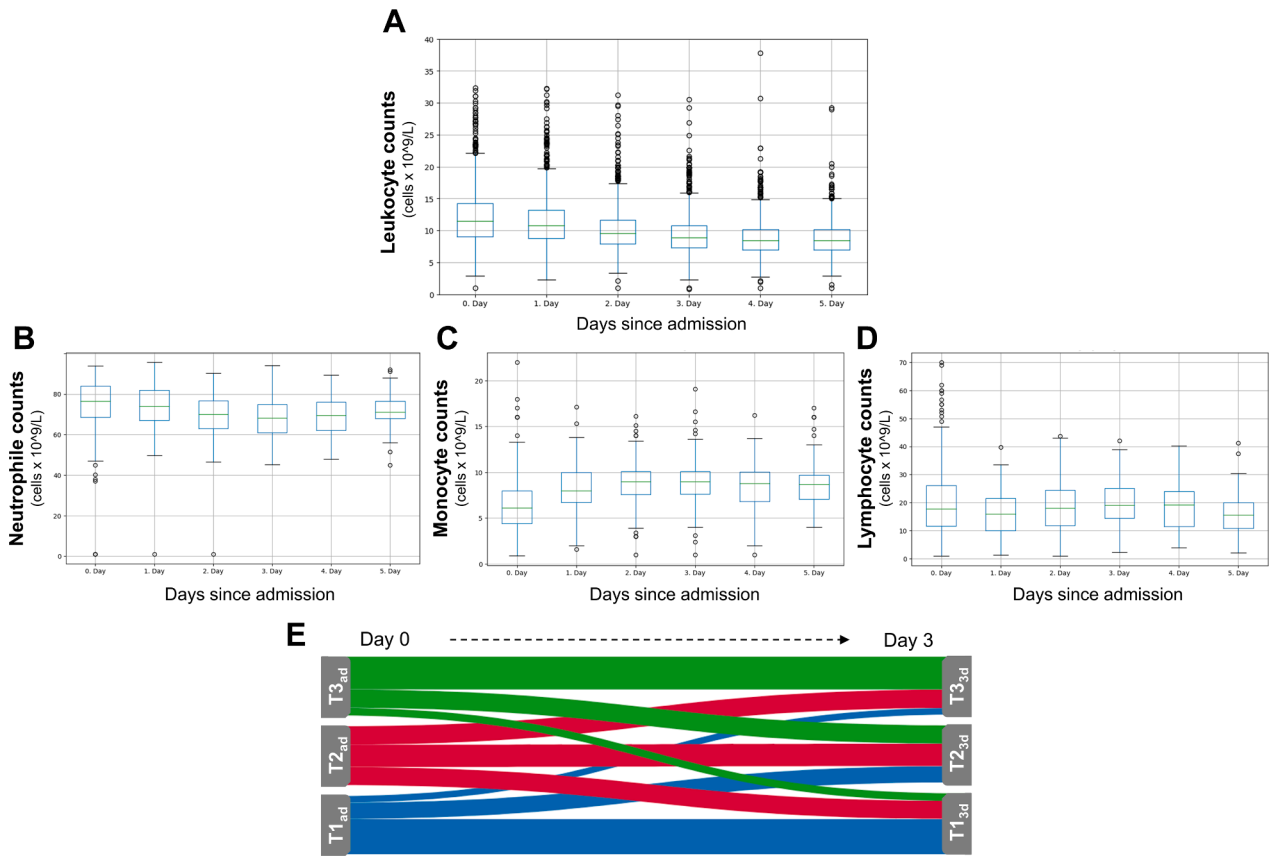 A
Leukocyte counts
(cells x 10^9/L)
40
35
30
25
20
15
10
5
0
0. Day 1. Day 2. Day 3. Day 4. Day 5. Day
Days since admission
B
Neutrophile counts
(cells x 10^9/L)
80
60
40
20
0
0. Day 1. Day 2. Day 3. Day 4. Day 5. Day
Days since admission
C
Monocyte counts
(cells x 10^9/L)
20
15
10
5
0
0. Day 1. Day 2. Day 3. Day 4. Day 5. Day
Days since admission
D
Lymphocyte counts
(cells x 10^9/L)
70
60
50
40
30
20
10
0
0. Day 1. Day 2. Day 3. Day 4. Day 5. Day
Days since admission
E
Day 0 Day 3
T3ad T33d
T2ad T23d
T1ad T13d